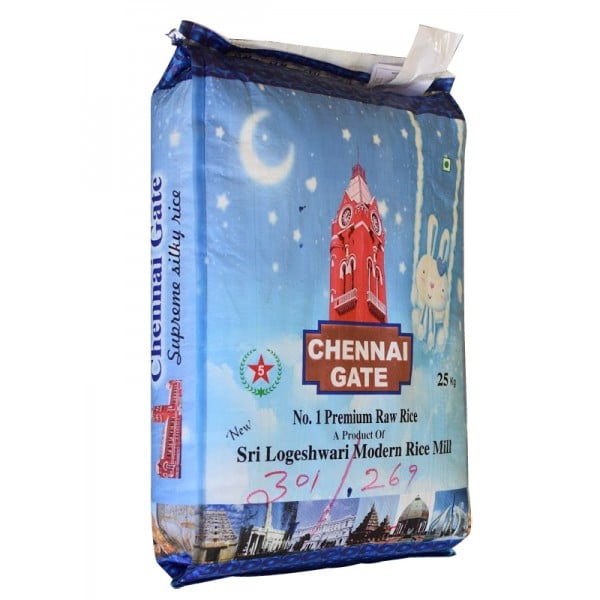 Chennai Gate
Supreme silky rice
CHENNAI
GATE
5
25 Kg
'New'
No. 1 Premium Raw Rice
A Product Of
Sri Logeshwari Modern Rice Mill
301 / 269